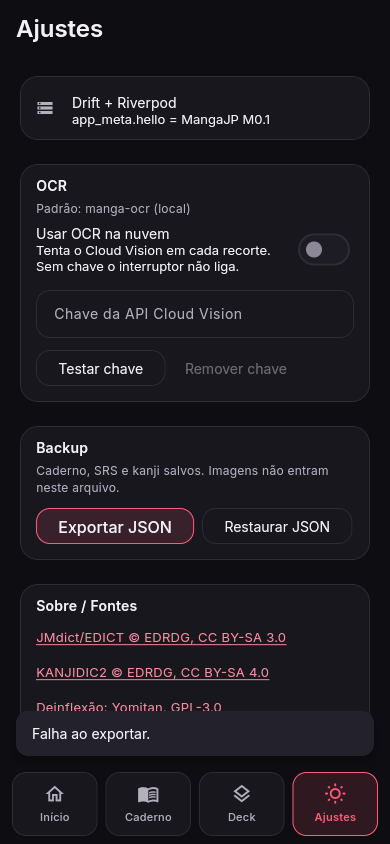 Ajustes
Drift + Riverpod
app_meta.hello = MangaJP M0.1
OCR
Padrão: manga-ocr (local)
Usar OCR na nuvem
Tenta o Cloud Vision em cada recorte.
Sem chave o interruptor não liga.
Chave da API Cloud Vision
Testar chave
Remover chave
Backup
Caderno, SRS e kanji salvos. Imagens não entram
neste arquivo.
Exportar JSON
Restaurar JSON
Sobre / Fontes
JMdict/EDICT © EDRDG, CC BY-SA 3.0
KANJIDIC2 © EDRDG, CC BY-SA 4.0
Deinflexão: Yomitan, GPL-3.0
Falha ao exportar.
Início
Caderno
Deck
Ajustes